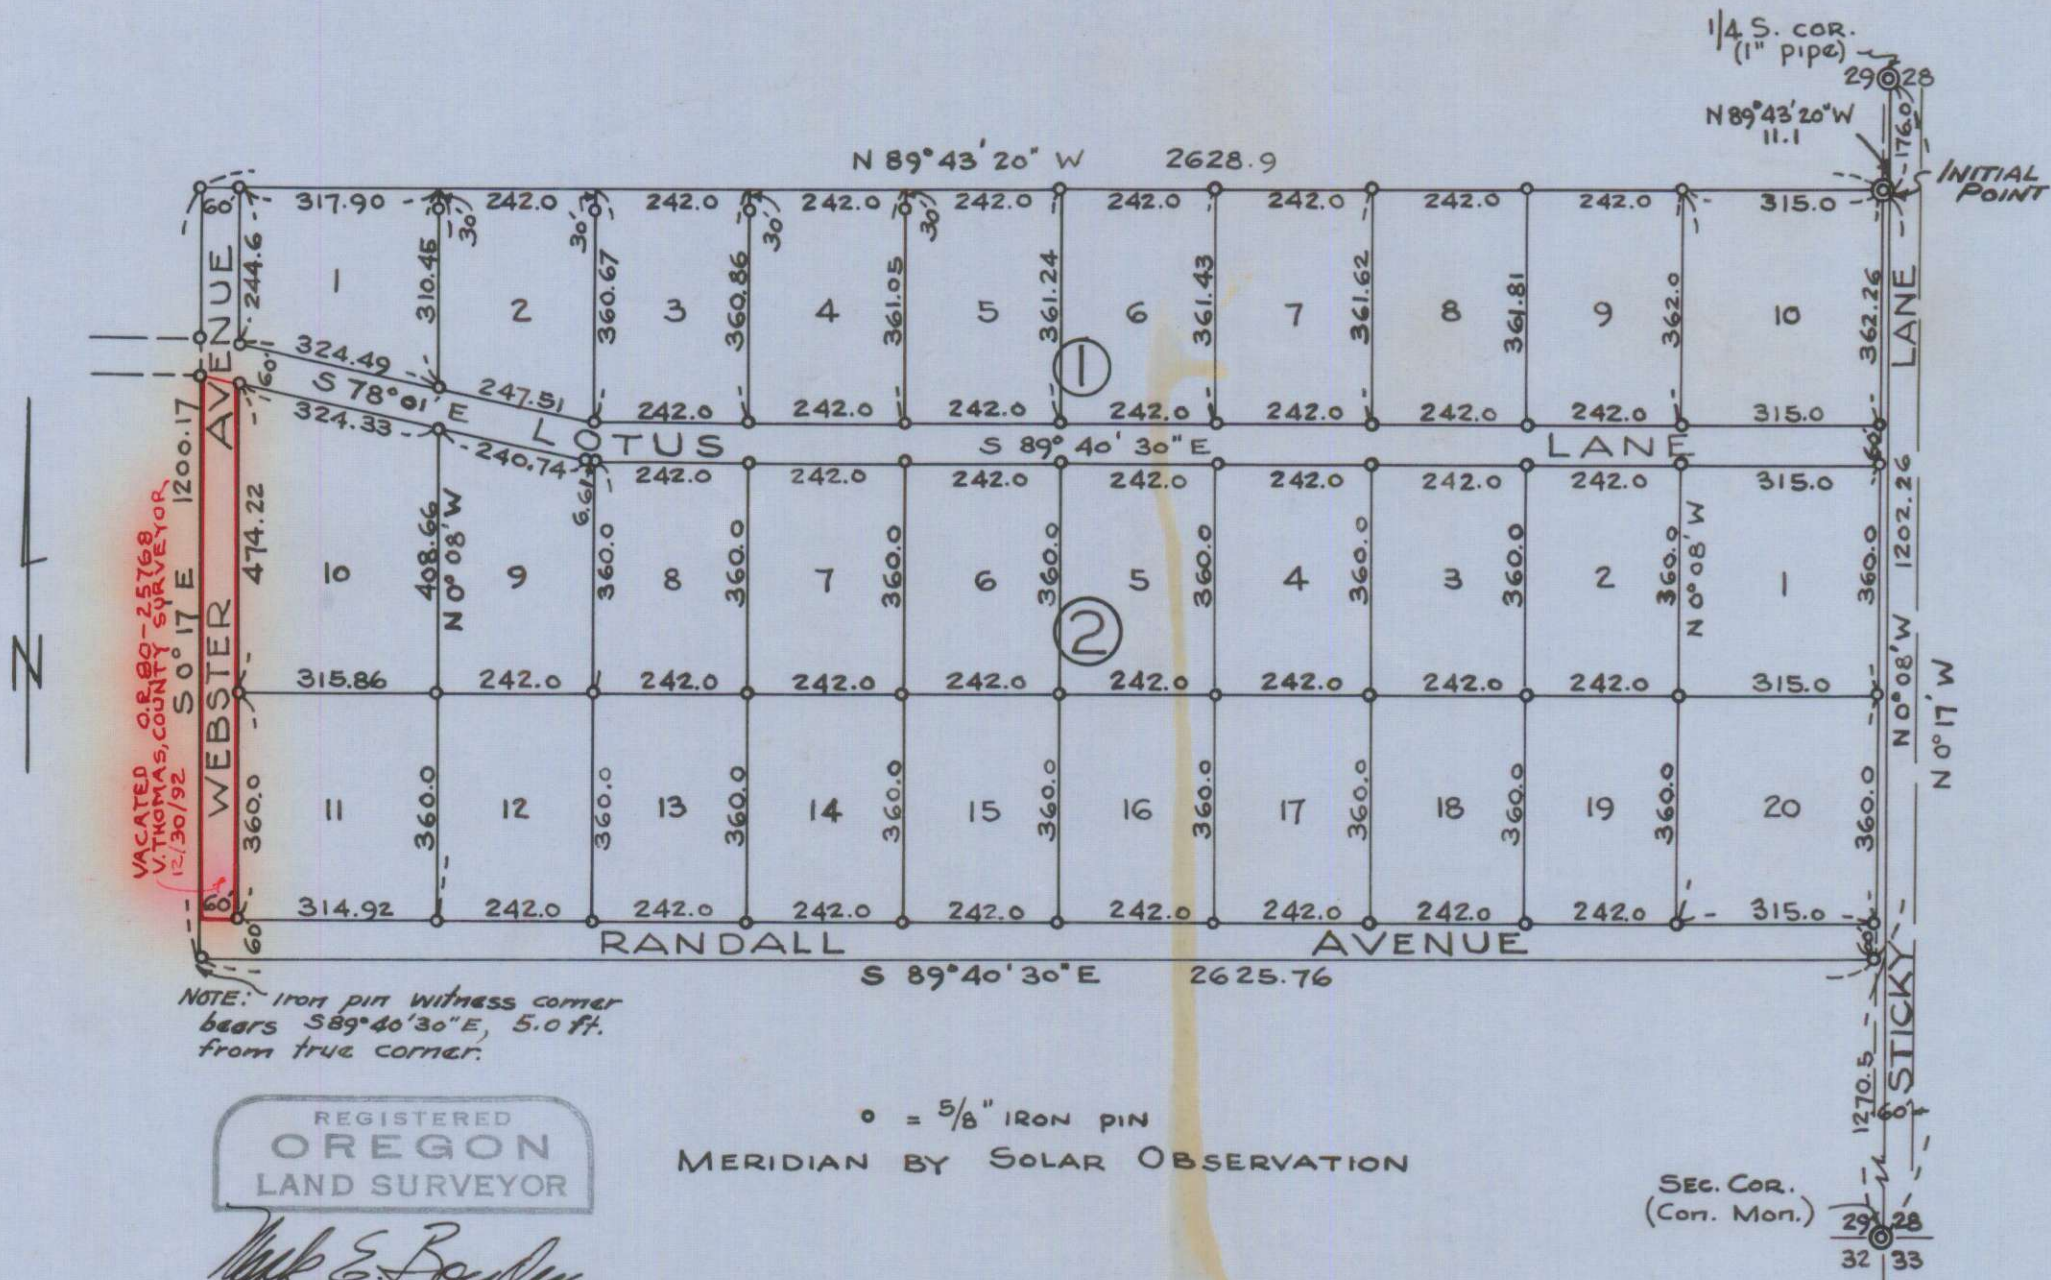 1/4 S. COR.
(1" pipe)
29 28
N 89°43'20" W
11.1
176.0
INITIAL
POINT
N 89° 43' 20" W 2628.9
60' 317.90 242.0 242.0 242.0 242.0 242.0 242.0 242.0 242.0 315.0
30' 30' 30' 30'
244.6 310.45 360.67 360.86 361.05 361.24 361.43 361.62 361.81 362.0 362.26
1 2 3 4 5 6 7 8 9 10
1
324.49
S 78° 01' E
247.51
60'
242.0 242.0 242.0 242.0 242.0 242.0 242.0 315.0
324.33
240.74
6.61
LOTUS LANE
S 89° 40' 30" E
60'
242.0 242.0 242.0 242.0 242.0 242.0 242.0 315.0
474.22 408.66 360.0 360.0 360.0 360.0 360.0 360.0 360.0 360.0 360.0
N 0° 08' W
N 0° 08' W
10 9 8 7 6 5 4 3 2 1
2
315.86 242.0 242.0 242.0 242.0 242.0 242.0 242.0 242.0 315.0
360.0 360.0 360.0 360.0 360.0 360.0 360.0 360.0 360.0 360.0 360.0
11 12 13 14 15 16 17 18 19 20
314.92 242.0 242.0 242.0 242.0 242.0 242.0 242.0 242.0 315.0
60'
60'
60'
RANDALL AVENUE
S 89° 40' 30" E 2625.76
WEBSTER AVENUE
S 0° 17' E 1200.17
VACATED O.R. 80-25768
V. THOMAS, COUNTY SURVEYOR
12/30/92
N
STICKY LANE
N 0° 08' W 1202.26
N 0° 17' W
1270.5
60'
NOTE: Iron pin witness corner
bears S89°40'30"E, 5.0 ft.
from true corner.
o = 5/8" IRON PIN
MERIDIAN BY SOLAR OBSERVATION
REGISTERED
OREGON
LAND SURVEYOR
SEC. COR.
(Con. Mon.)
29 28
32 33